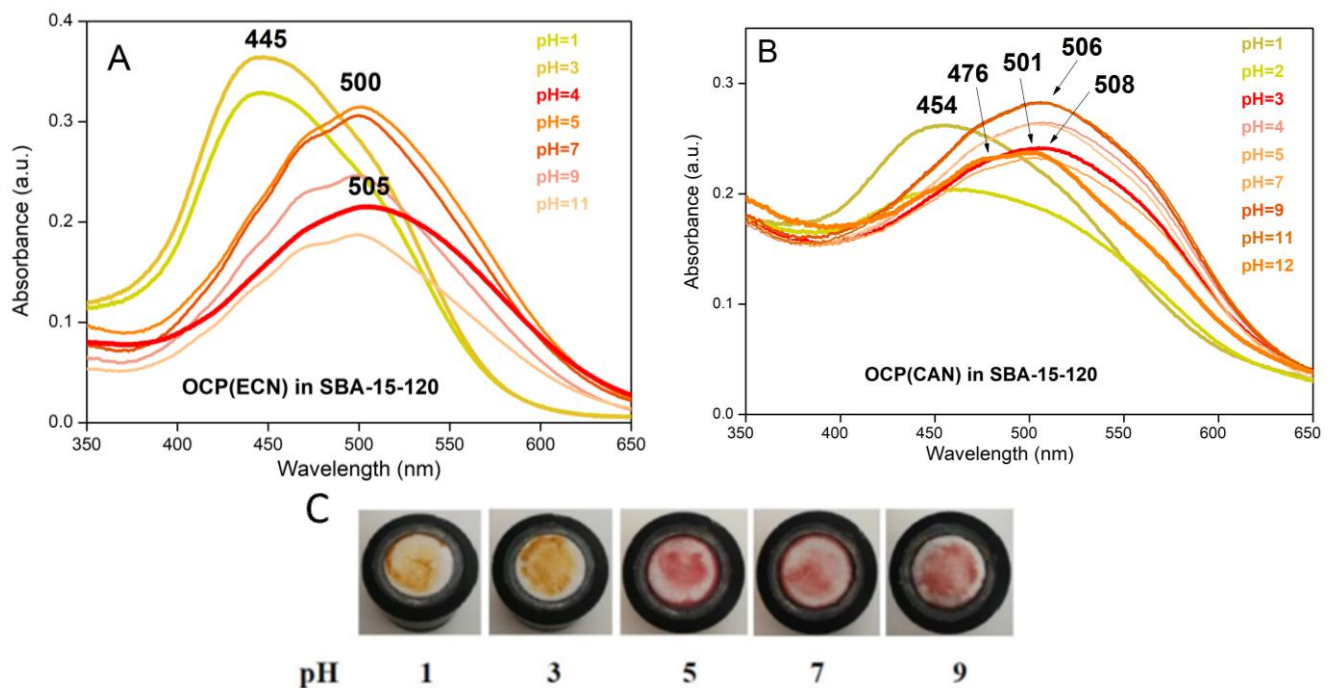 A
445
500
505
pH=1
pH=3
pH=4
pH=5
pH=7
pH=9
pH=11
0.4
0.3
0.2
0.1
0.0
Absorbance (a.u.)
OCP(ECN) in SBA-15-120
350 400 450 500 550 600 650
Wavelength (nm)
B
454
476
501
506
508
pH=1
pH=2
pH=3
pH=4
pH=5
pH=7
pH=9
pH=11
pH=12
0.3
0.2
0.1
0.0
Absorbance (a.u.)
OCP(CAN) in SBA-15-120
350 400 450 500 550 600 650
Wavelength (nm)
C
pH 1 3 5 7 9